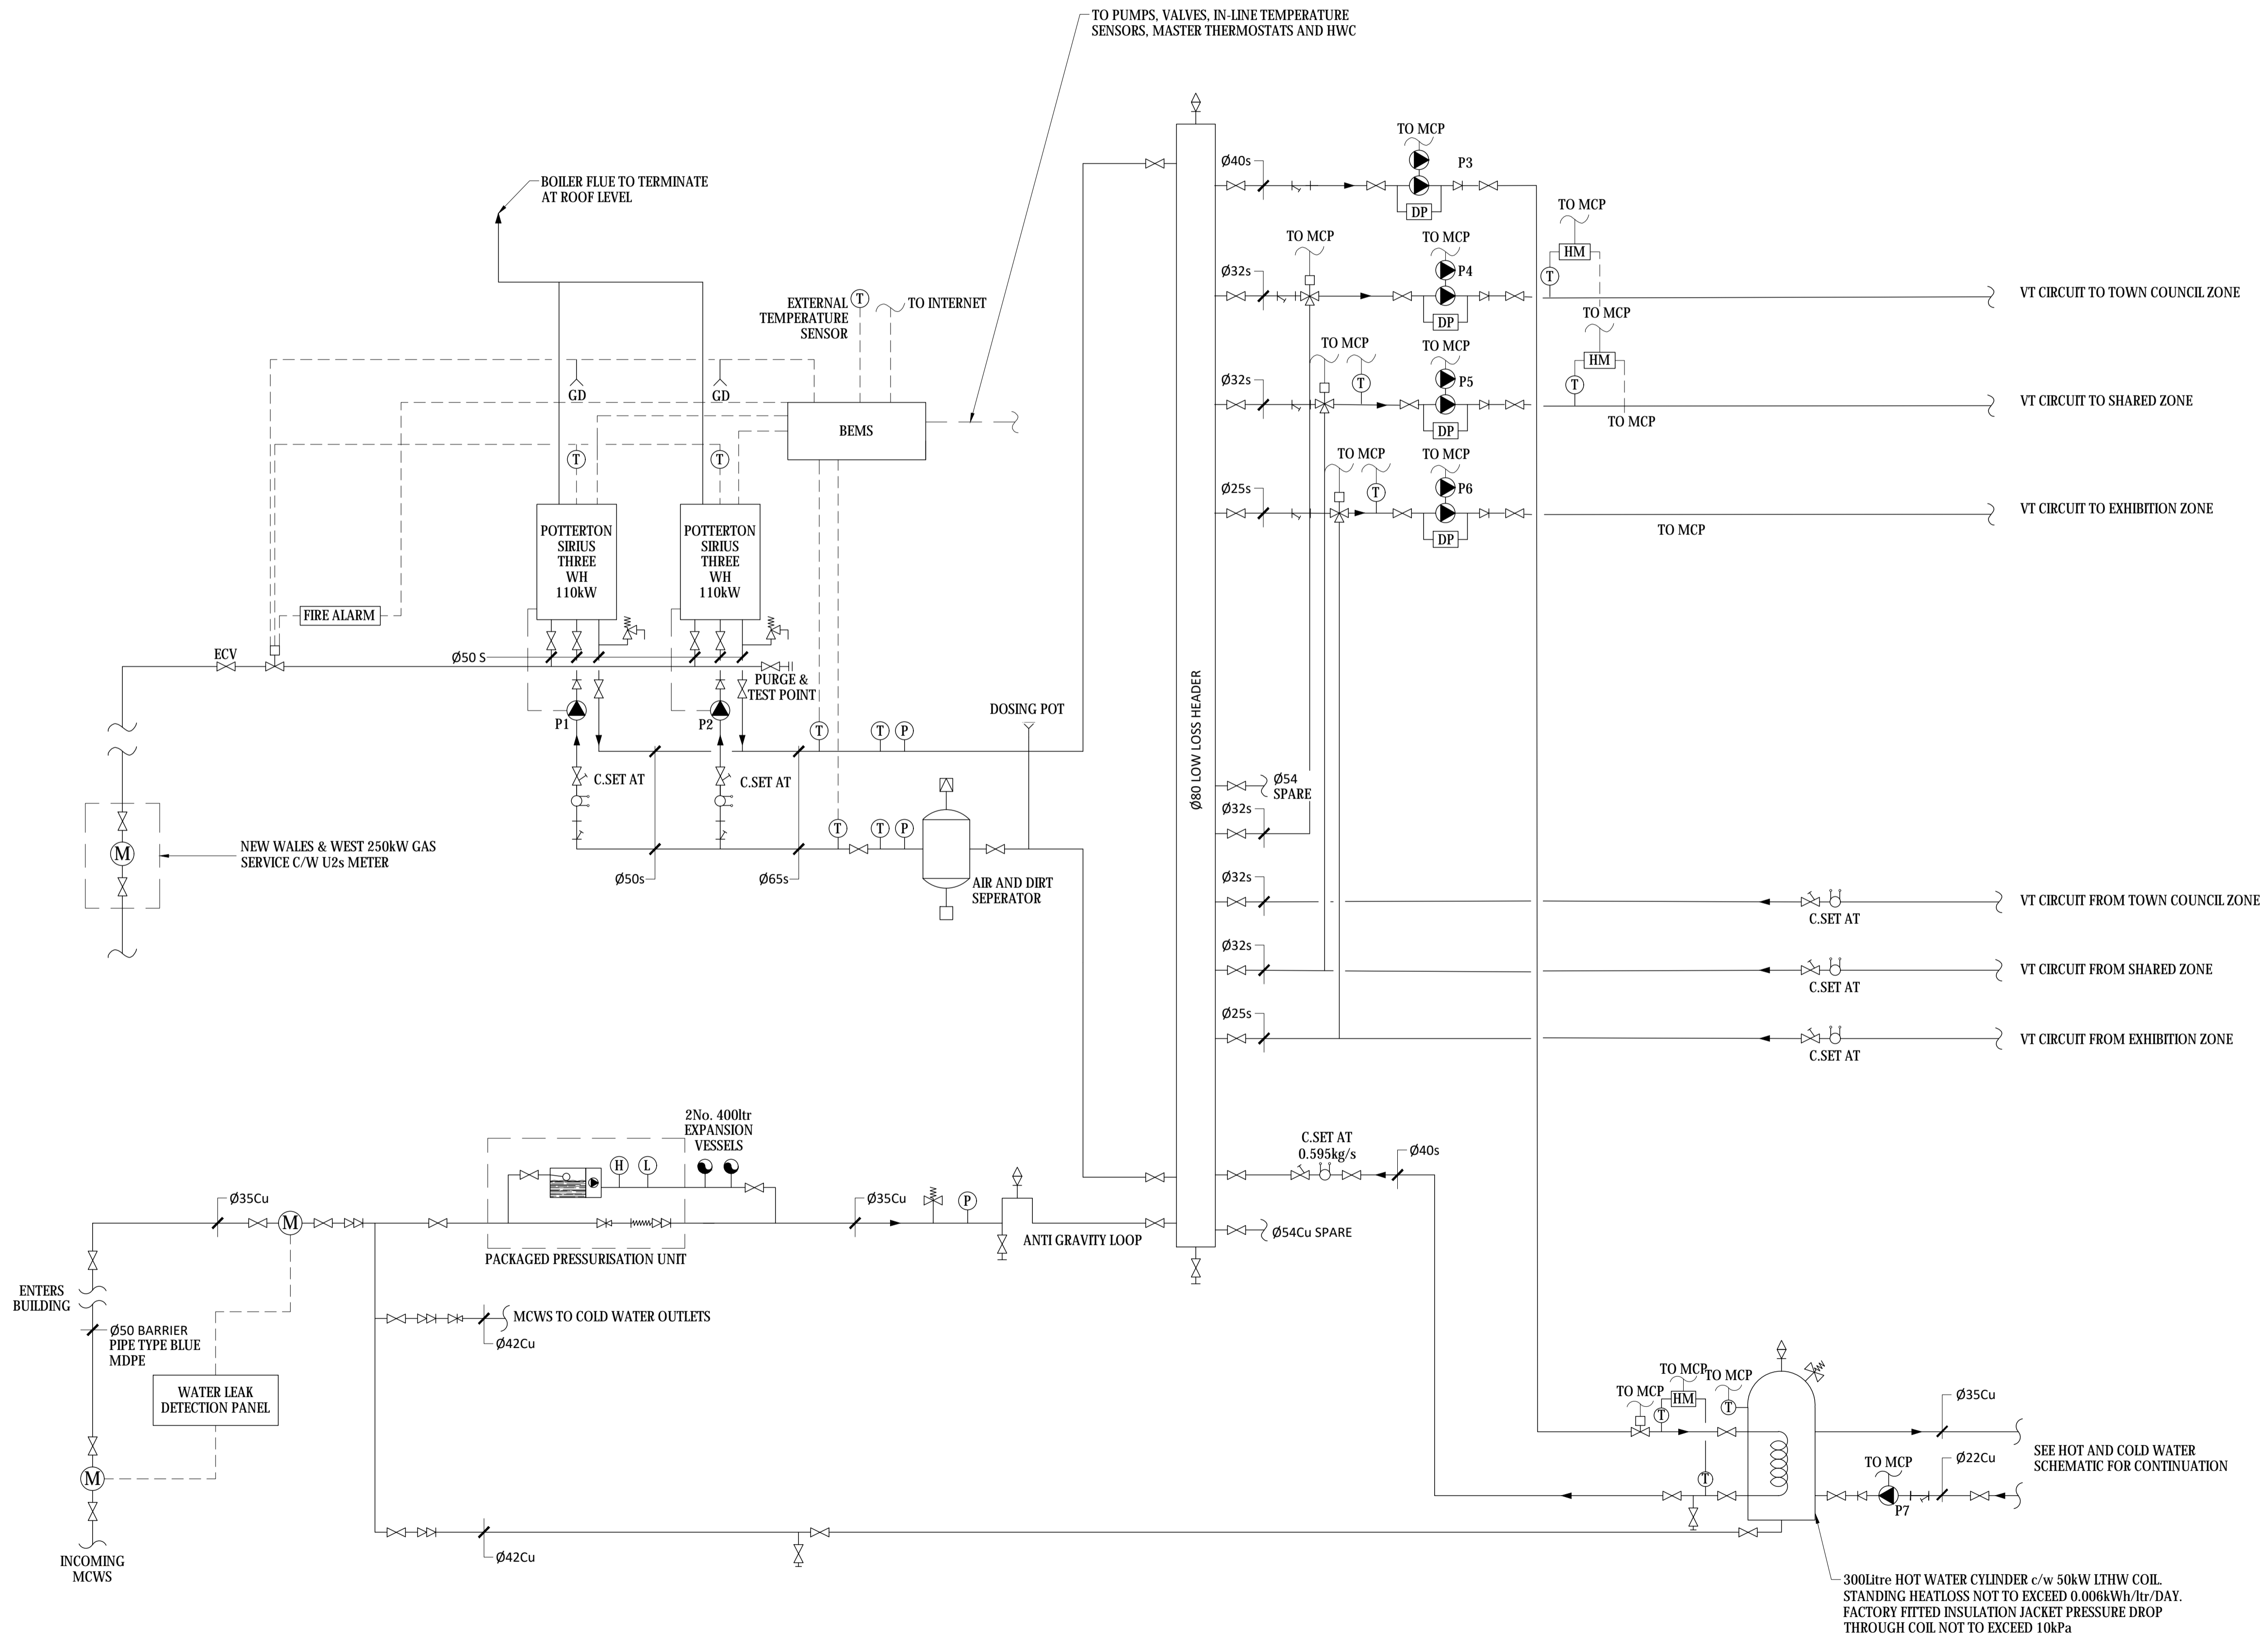 TO PUMPS, VALVES, IN-LINE TEMPERATURE
SENSORS, MASTER THERMOSTATS AND HWC
BOILER FLUE TO TERMINATE
AT ROOF LEVEL
TO MCP
Ø40s
P3
DP
TO MCP
HM
T
TO MCP
TO MCP
Ø32s
P4
DP
VT CIRCUIT TO TOWN COUNCIL ZONE
EXTERNAL
TEMPERATURE
SENSOR
T
TO INTERNET
TO MCP
HM
T
TO MCP
TO MCP
TO MCP
Ø32s
T
P5
DP
VT CIRCUIT TO SHARED ZONE
GD
GD
BEMS
T
T
TO MCP
TO MCP
Ø25s
T
P6
DP
VT CIRCUIT TO EXHIBITION ZONE
TO MCP
POTTERTON
SIRIUS
THREE
WH
110kW
POTTERTON
SIRIUS
THREE
WH
110kW
FIRE ALARM
ECV
Ø50 S
PURGE &
TEST POINT
P1
P2
T
T
P
DOSING POT
Ø80 LOW LOSS HEADER
C.SET AT
C.SET AT
Ø54
SPARE
Ø32s
T
T
P
M
NEW WALES & WEST 250kW GAS
SERVICE C/W U2s METER
Ø50s
Ø65s
AIR AND DIRT
SEPERATOR
Ø32s
C.SET AT
VT CIRCUIT FROM TOWN COUNCIL ZONE
Ø32s
C.SET AT
VT CIRCUIT FROM SHARED ZONE
Ø25s
C.SET AT
VT CIRCUIT FROM EXHIBITION ZONE
2No. 400ltr
EXPANSION
VESSELS
H
L
C.SET AT
0.595kg/s
Ø40s
Ø35Cu
M
Ø35Cu
P
ANTI GRAVITY LOOP
Ø54Cu SPARE
PACKAGED PRESSURISATION UNIT
ENTERS
BUILDING
Ø50 BARRIER
PIPE TYPE BLUE
MDPE
MCWS TO COLD WATER OUTLETS
Ø42Cu
WATER LEAK
DETECTION PANEL
TO MCP
TO MCP
TO MCP
HM
T
T
Ø35Cu
SEE HOT AND COLD WATER
SCHEMATIC FOR CONTINUATION
Ø22Cu
TO MCP
T
P7
M
Ø42Cu
INCOMING
MCWS
300Litre HOT WATER CYLINDER c/w 50kW LTHW COIL.
STANDING HEATLOSS NOT TO EXCEED 0.006kWh/ltr/DAY.
FACTORY FITTED INSULATION JACKET PRESSURE DROP
THROUGH COIL NOT TO EXCEED 10kPa